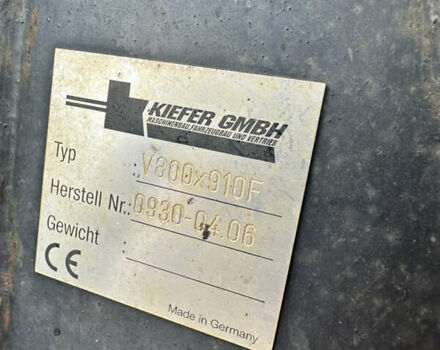 KIEFER GMBH
MASCHINENBAU, FAHRZEUGBAU UND VERTRIEB
Typ V800x910F
Herstell Nr.: 0930-04.06
Gewicht :
CE
Made in Germany